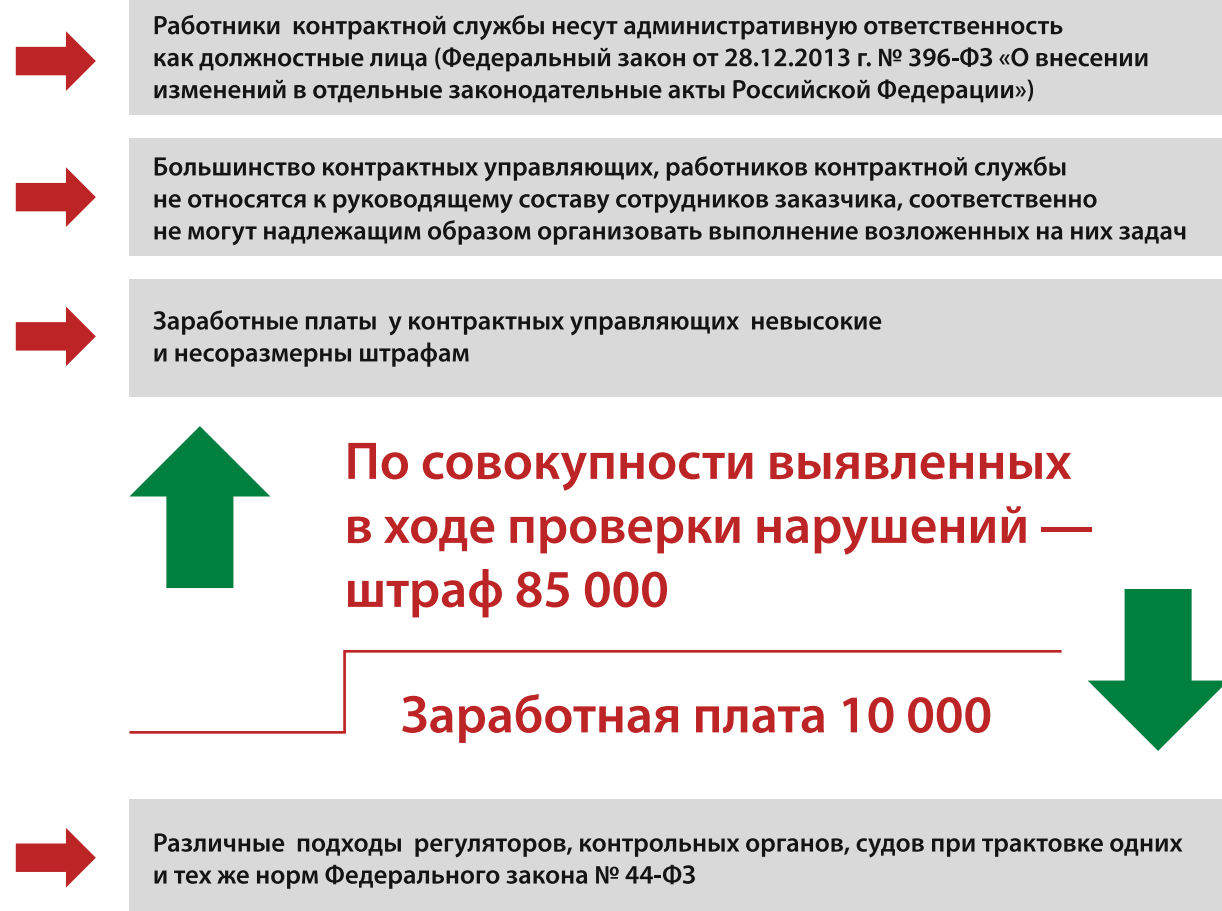 Работники контрактной службы несут административную ответственность
как должностные лица (Федеральный закон от 28.12.2013 г. № 396-ФЗ «О внесении
изменений в отдельные законодательные акты Российской Федерации»)
Большинство контрактных управляющих, работников контрактной службы
не относятся к руководящему составу сотрудников заказчика, соответственно
не могут надлежащим образом организовать выполнение возложенных на них задач
Заработные платы у контрактных управляющих невысокие
и несоразмерны штрафам
По совокупности выявленных
в ходе проверки нарушений —
штраф 85 000
Заработная плата 10 000
Различные подходы регуляторов, контрольных органов, судов при трактовке одних
и тех же норм Федерального закона № 44-ФЗ